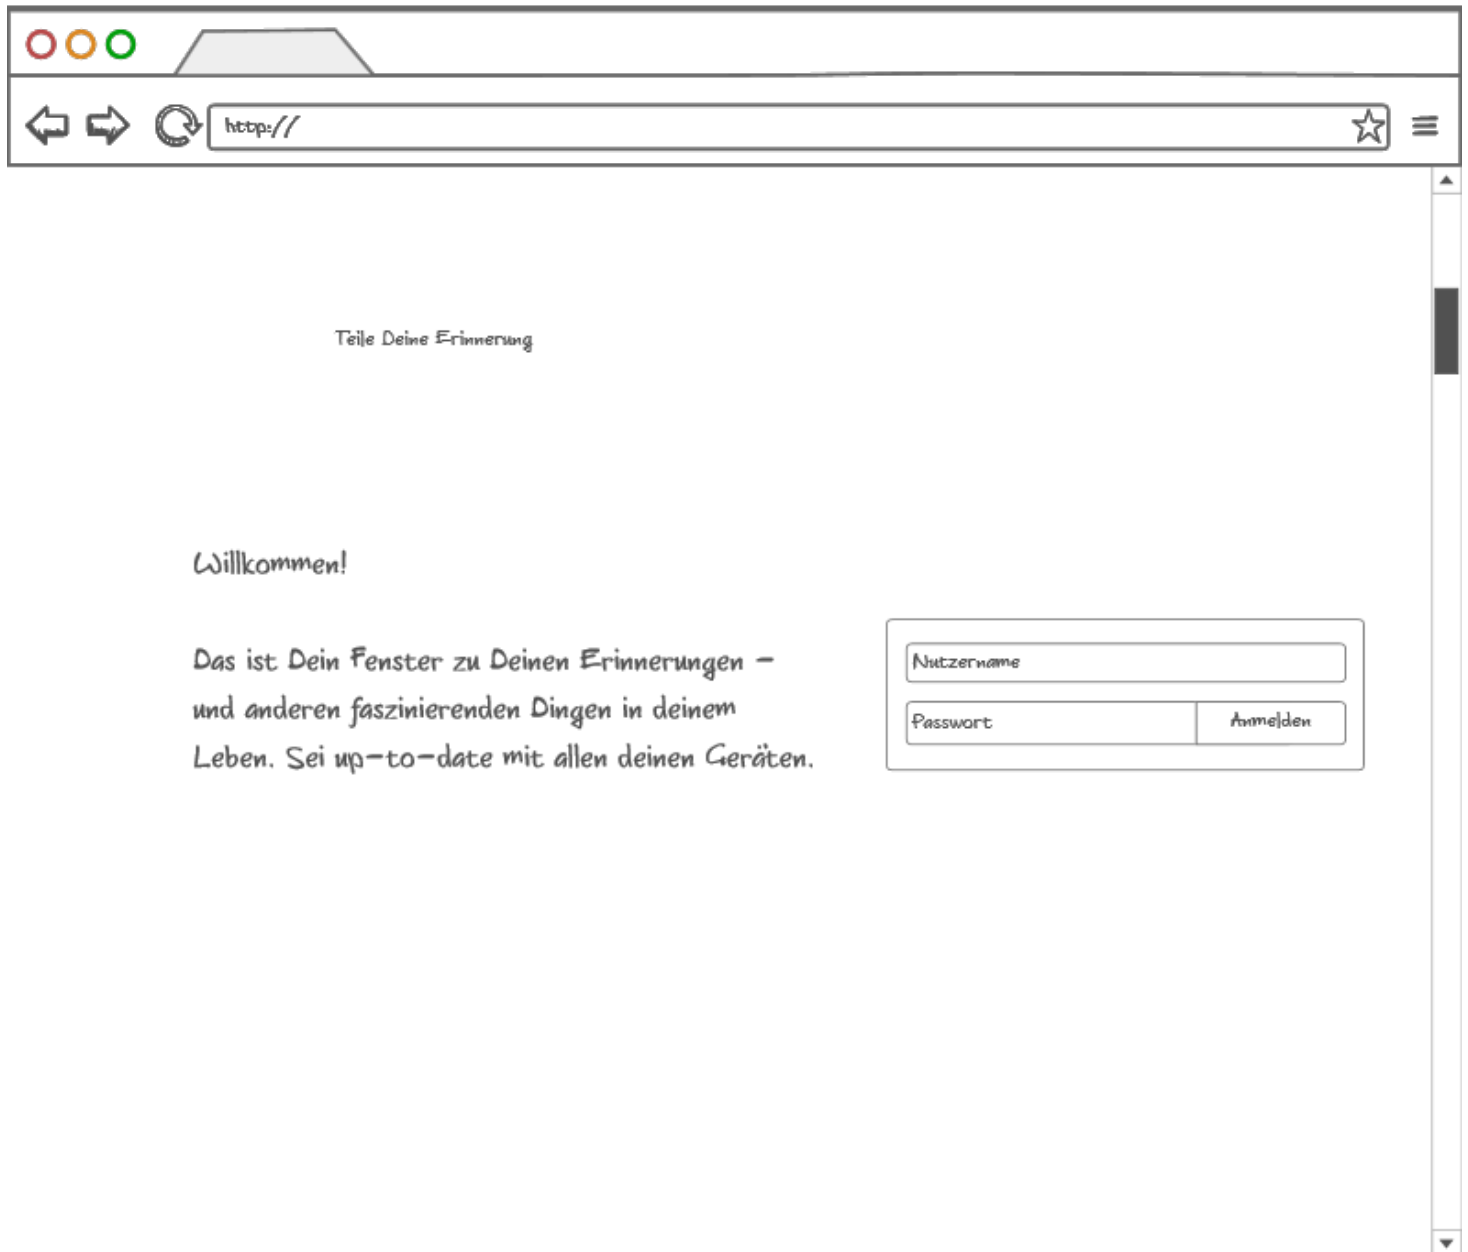 http://
Teile Deine Erinnerung
Willkommen!
Das ist Dein Fenster zu Deinen Erinnerungen –
und anderen faszinierenden Dingen in deinem
Leben. Sei up-to-date mit allen deinen Geräten.
Nutzername
Passwort Anmelden